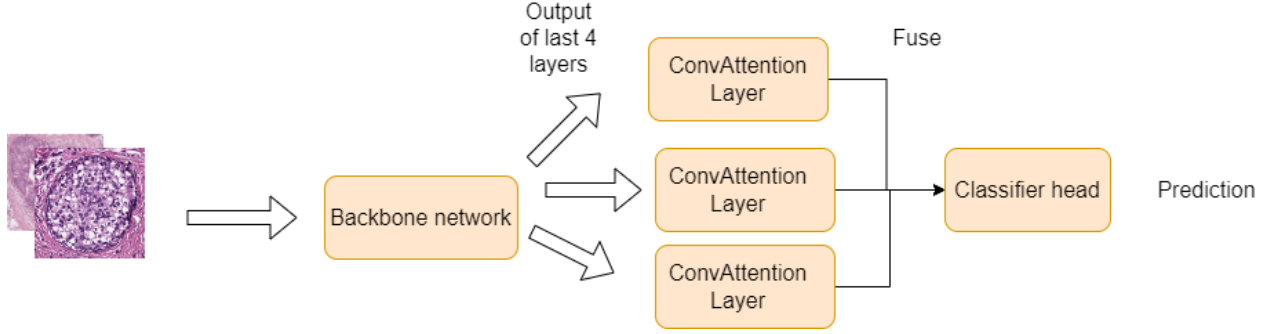 Output
of last 4
layers
ConvAttention
Layer
Fuse
Backbone network
ConvAttention
Layer
Classifier head
Prediction
ConvAttention
Layer